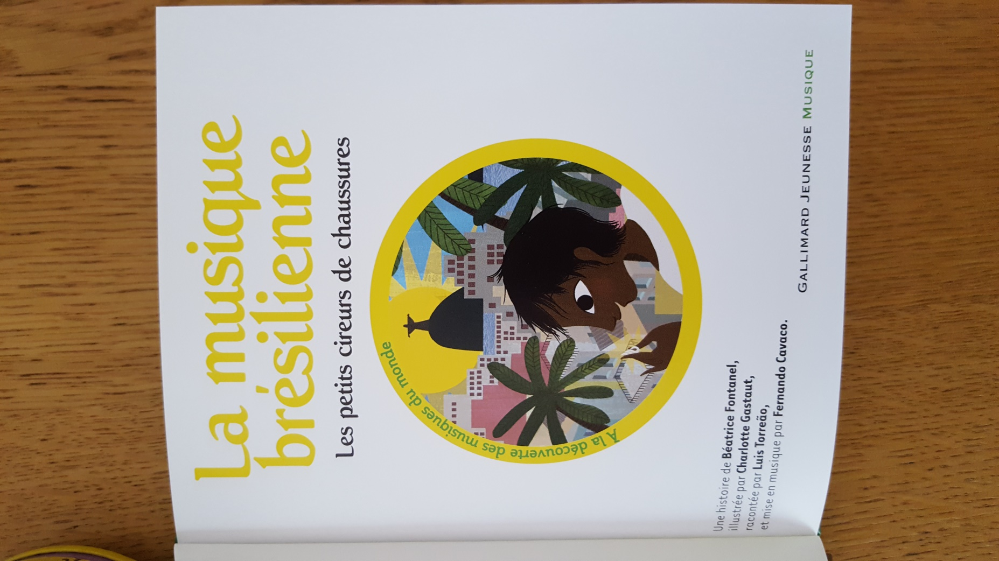 La musique
brésilienne
Les petits cireurs de chaussures
À la découverte des musiques du monde
Une histoire de Béatrice Fontanel,
illustrée par Charlotte Gastaut,
racontée par Luis Torreão,
et mise en musique par Fernando Cavaco.
GALLIMARD JEUNESSE MUSIQUE